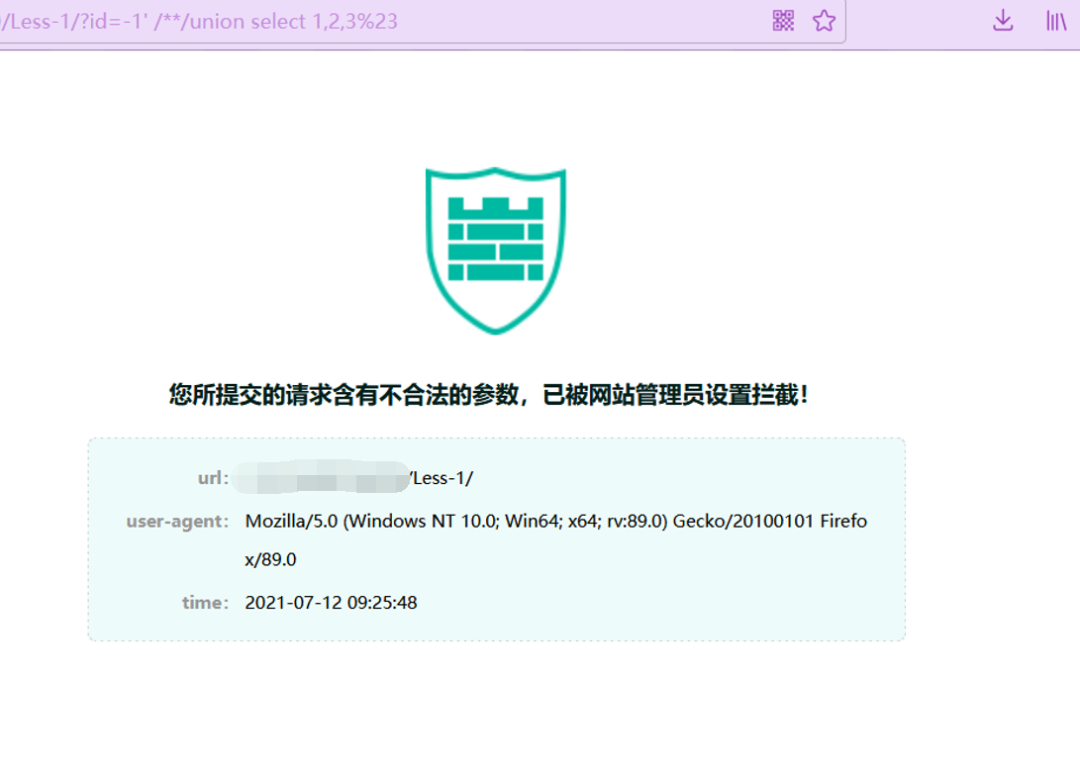 /Less-1/?id=-1' /**/union select 1,2,3%23
您所提交的请求含有不合法的参数，已被网站管理员设置拦截！
url: /Less-1/
user-agent: Mozilla/5.0 (Windows NT 10.0; Win64; x64; rv:89.0) Gecko/20100101 Firefo
x/89.0
time: 2021-07-12 09:25:48